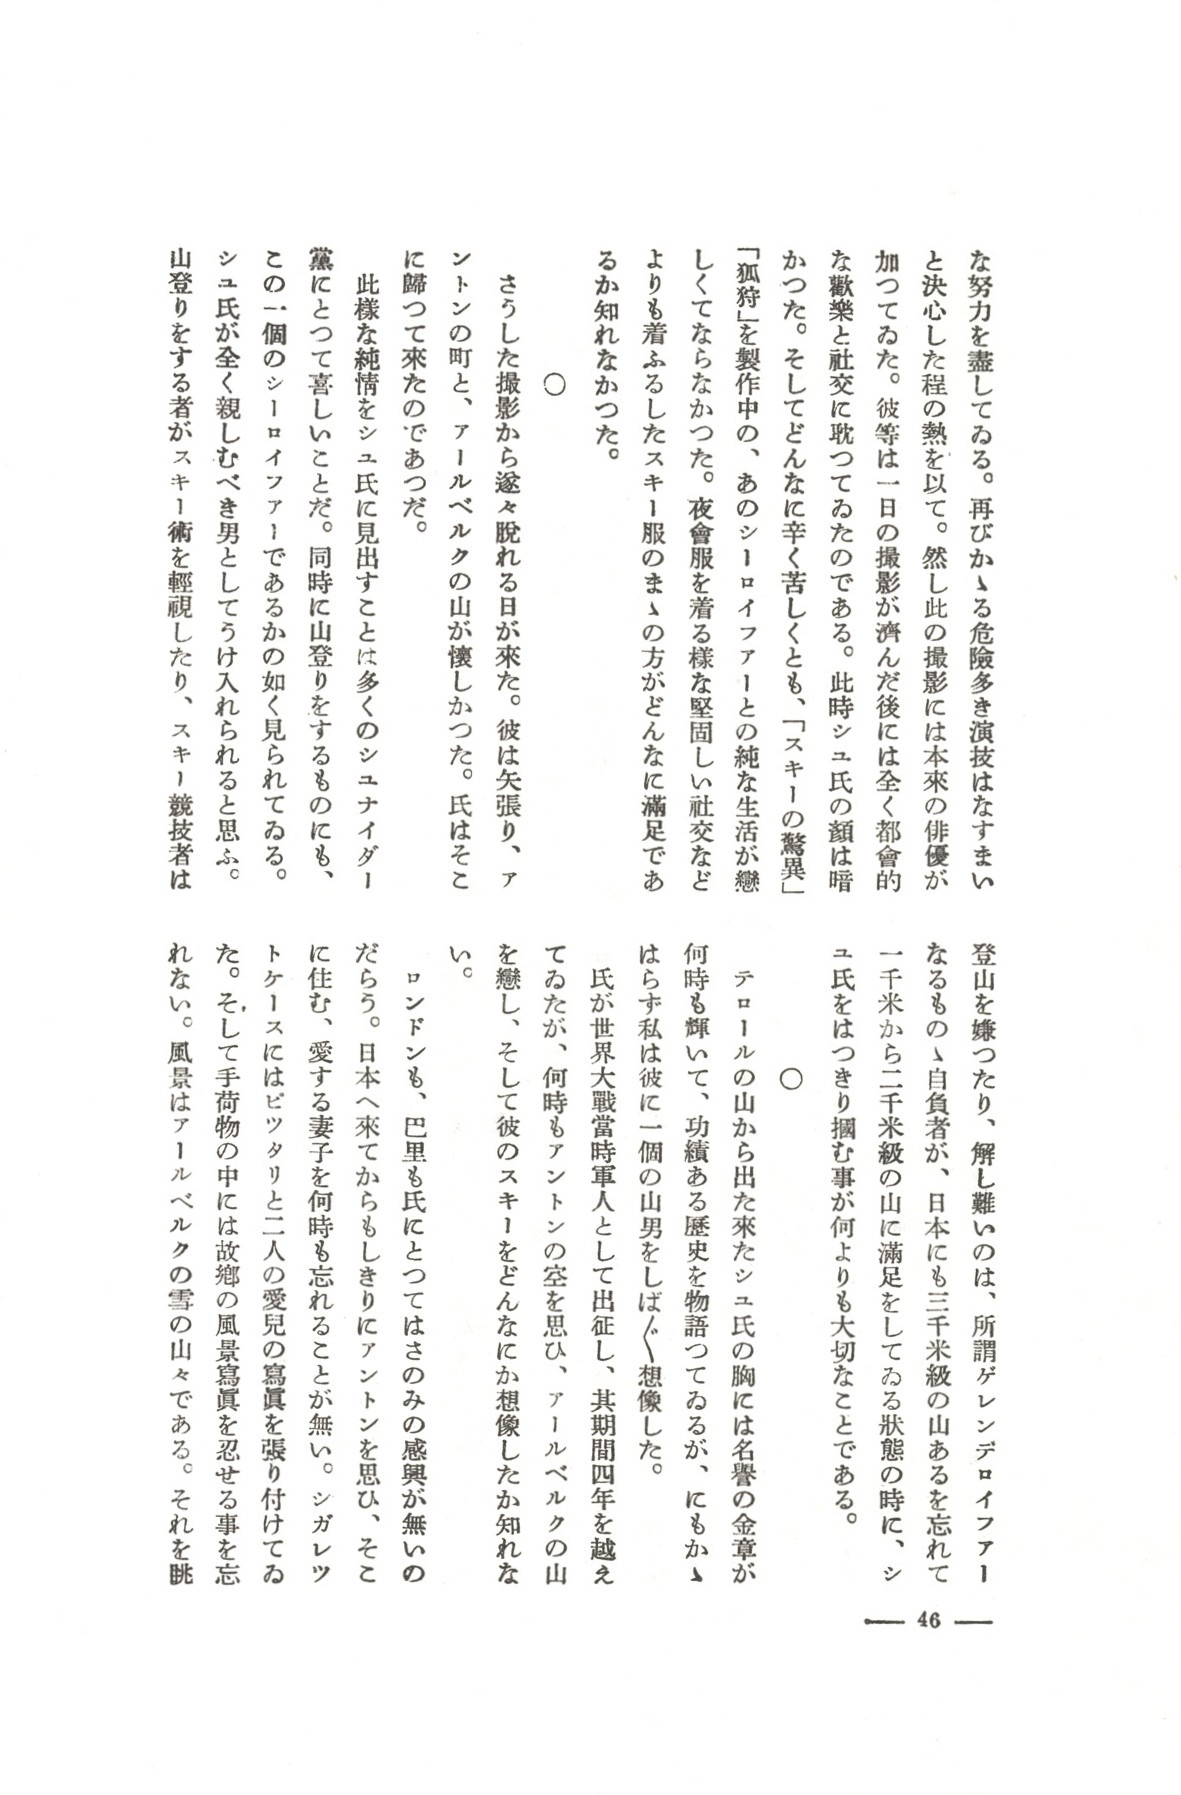 な努力を盡してゐる。再びかゝる危險多き演技はなすまい
と決心した程の熱を以て。然し此の撮影には本來の俳優が
加つてゐた。彼等は一日の撮影が濟んだ後には全く都會的
な歡樂と社交に耽つてゐたのである。此時シユ氏の顏は暗
かつた。そしてどんなに辛く苦しくとも、「スキーの驚異」
「狐狩」を製作中の、あのシーロイフアーとの純な生活が戀
しくてならなかつた。夜會服を着る樣な堅固しい社交など
よりも着ふるしたスキー服のまゝの方がどんなに滿足であ
るか知れなかつた。
○
さうした撮影から遂々脫れる日が來た。彼は矢張り、ア
ントンの町と、アールベルクの山が懷しかつた。氏はそこ
に歸つて來たのであつだ。
此樣な純情をシユ氏に見出すことは多くのシユナイダー
黨にとつて喜しいことだ。同時に山登りをするものにも、
この一個のシーロイフアーであるかの如く見られてゐる。
シユ氏が全く親しむべき男としてうけ入れられると思ふ。
山登りをする者がスキー術を輕視したり、スキー競技者は
登山を嫌つたり、解し難いのは、所謂ゲレンデロイフアー
なるものゝ自負者が、日本にも三千米級の山あるを忘れて
一千米から二千米級の山に滿足をしてゐる狀態の時に、シ
ユ氏をはつきり摑む事が何よりも大切なことである。
○
テロールの山から出た來たシユ氏の胸には名譽の金章が
何時も輝いて、功績ある歷史を物語つてゐるが、にもかゝ
はらず私は彼に一個の山男をしば〱想像した。
氏が世界大戰當時軍人として出征し、其期間四年を越え
てゐたが、何時もアントンの空を思ひ、アールベルクの山
を戀し、そして彼のスキーをどんなにか想像したか知れな
い。
ロンドンも、巴里も氏にとつてはさのみの感興が無いの
だらう。日本へ來てからもしきりにアントンを思ひ、そこ
に住む、愛する妻子を何時も忘れることが無い。シガレツ
トケースにはピツタリと二人の愛兒の寫眞を張り付けてゐ
た。そして手荷物の中には故鄕の風景寫眞を忍せる事を忘
れない。風景はアールベルクの雪の山々である。それを眺
46